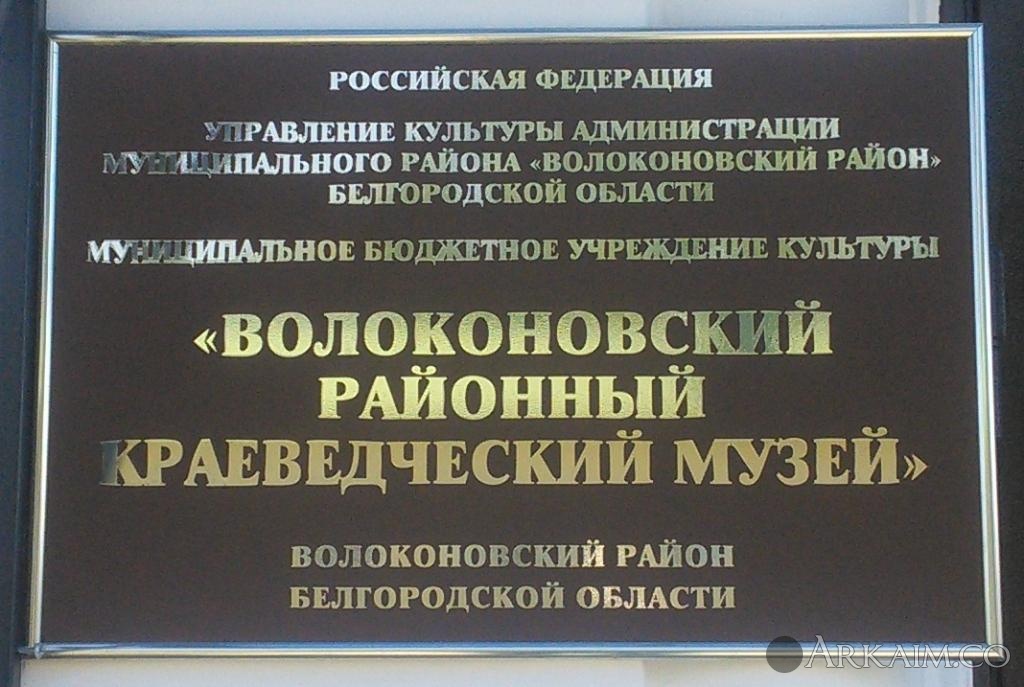 РОССИЙСКАЯ ФЕДЕРАЦИЯ
УПРАВЛЕНИЕ КУЛЬТУРЫ АДМИНИСТРАЦИИ
МУНИЦИПАЛЬНОГО РАЙОНА «ВОЛОКОНОВСКИЙ РАЙОН»
БЕЛГОРОДСКОЙ ОБЛАСТИ
МУНИЦИПАЛЬНОЕ БЮДЖЕТНОЕ УЧРЕЖДЕНИЕ КУЛЬТУРЫ
«ВОЛОКОНОВСКИЙ
РАЙОННЫЙ
КРАЕВЕДЧЕСКИЙ МУЗЕЙ»
ВОЛОКОНОВСКИЙ РАЙОН
БЕЛГОРОДСКОЙ ОБЛАСТИ
ARKAIM.CO